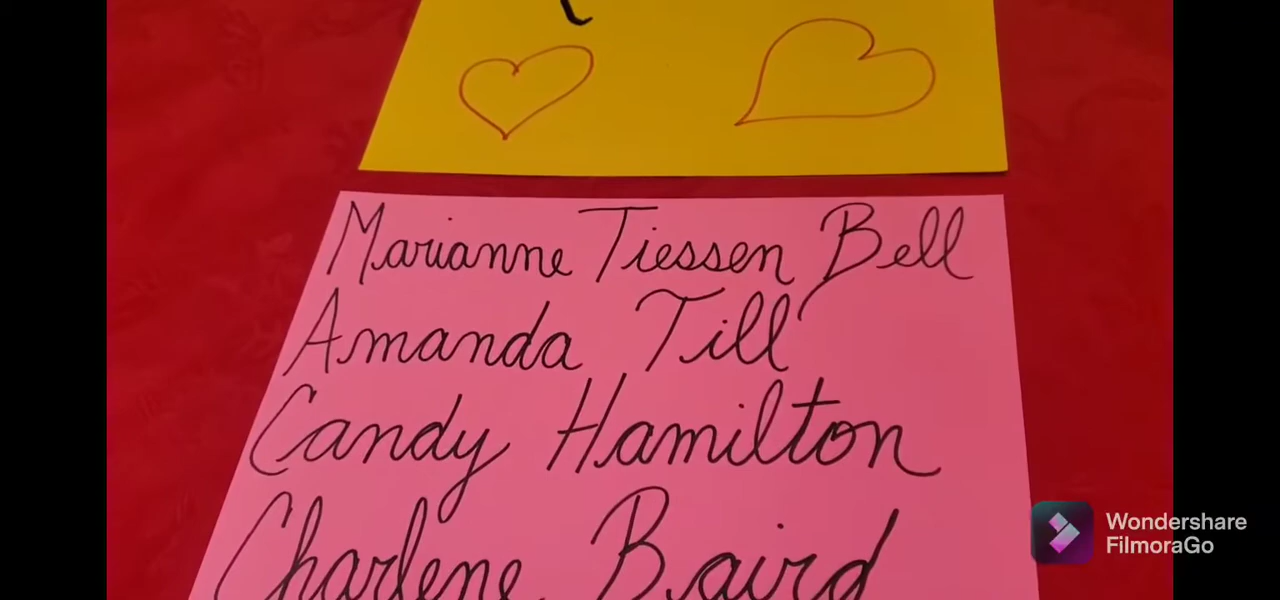 Marianne Tiessen Bell
Amanda Till
Candy Hamilton
Charlene Baird
Wondershare
FilmoraGo